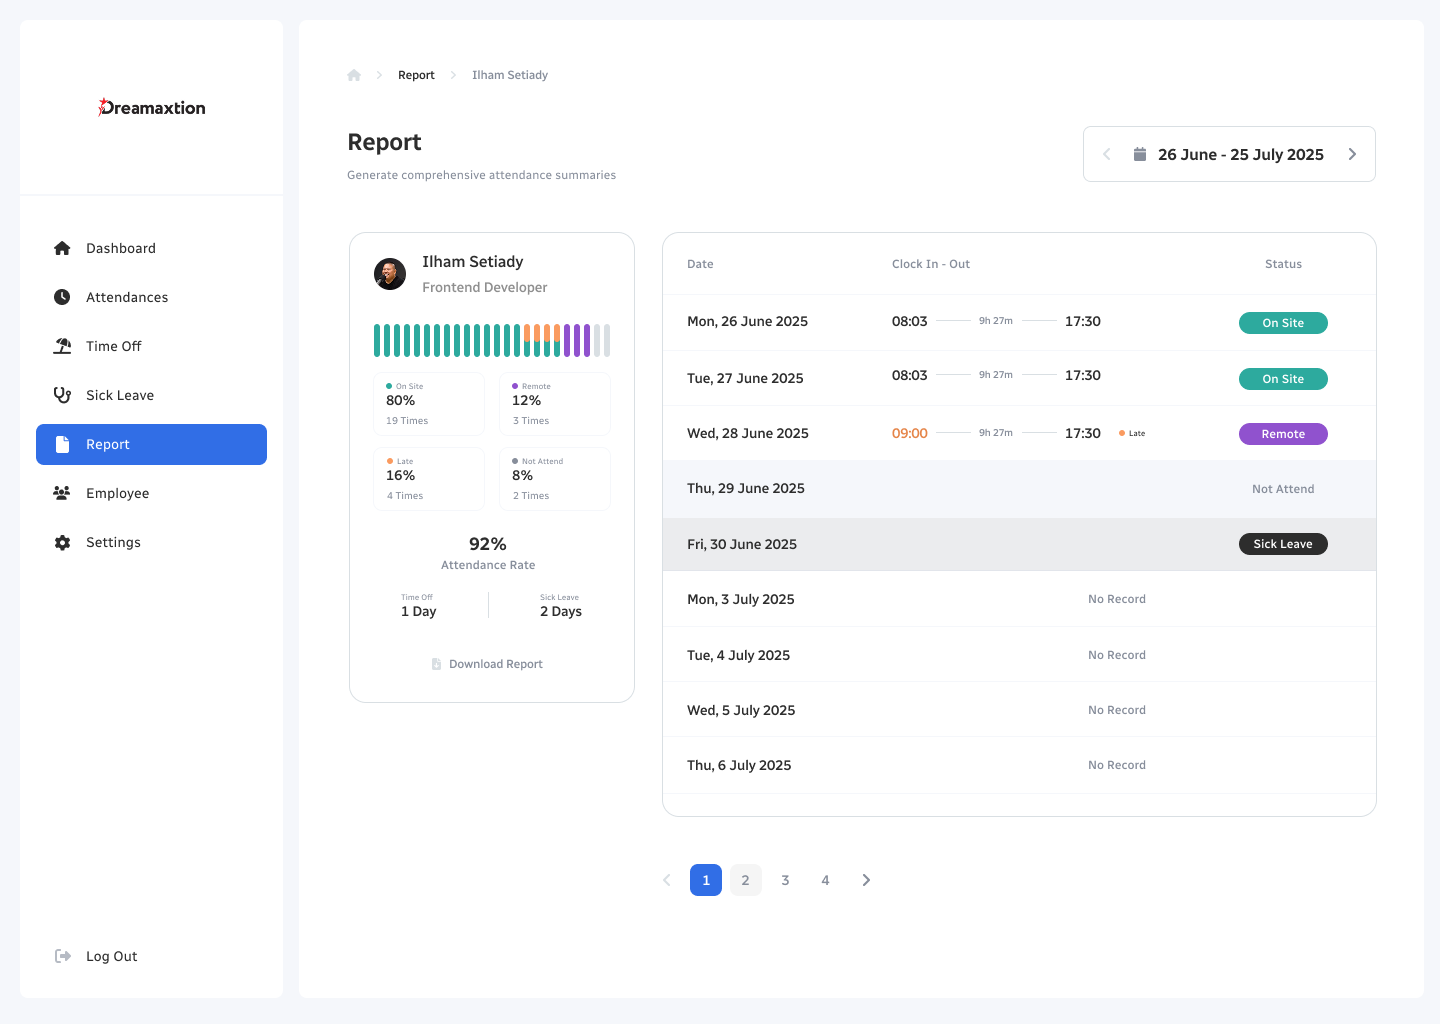 Dreamaxtion
Dashboard
Attendances
Time Off
Sick Leave
Report
Employee
Settings
Log Out
Report
Ilham Setiady
Report
Generate comprehensive attendance summaries
26 June - 25 July 2025
Ilham Setiady
Frontend Developer
On Site
80%
19 Times
Remote
12%
3 Times
Late
16%
4 Times
Not Attend
8%
2 Times
92%
Attendance Rate
Time Off
1 Day
Sick Leave
2 Days
Download Report
Date Clock In - Out Status
Mon, 26 June 2025 08:03 9h 27m 17:30 On Site
Tue, 27 June 2025 08:03 9h 27m 17:30 On Site
Wed, 28 June 2025 09:00 9h 27m 17:30 Late Remote
Thu, 29 June 2025 Not Attend
Fri, 30 June 2025 Sick Leave
Mon, 3 July 2025 No Record
Tue, 4 July 2025 No Record
Wed, 5 July 2025 No Record
Thu, 6 July 2025 No Record
1 2 3 4